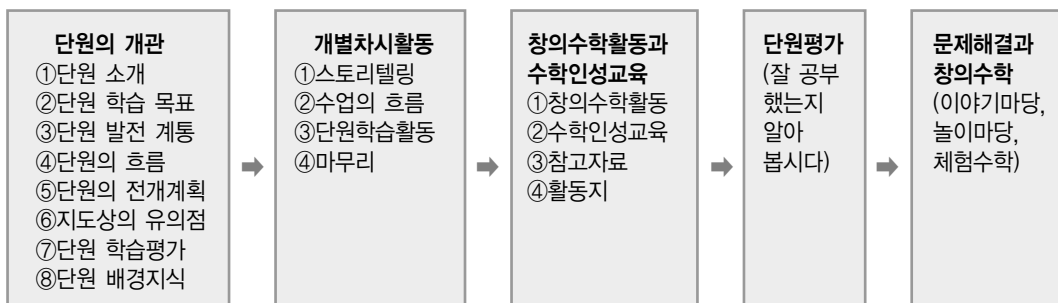 단원의 개관
①단원 소개
②단원 학습 목표
③단원 발전 계통
④단원의 흐름
⑤단원의 전개계획
⑥지도상의 유의점
⑦단원 학습평가
⑧단원 배경지식
개별차시활동
①스토리텔링
②수업의 흐름
③단원학습활동
④마무리
창의수학활동과
수학인성교육
①창의수학활동
②수학인성교육
③참고자료
④활동지
단원평가
(잘 공부
했는지
알아
봅시다)
문제해결과
창의수학
(이야기마당,
놀이마당,
체험수학)